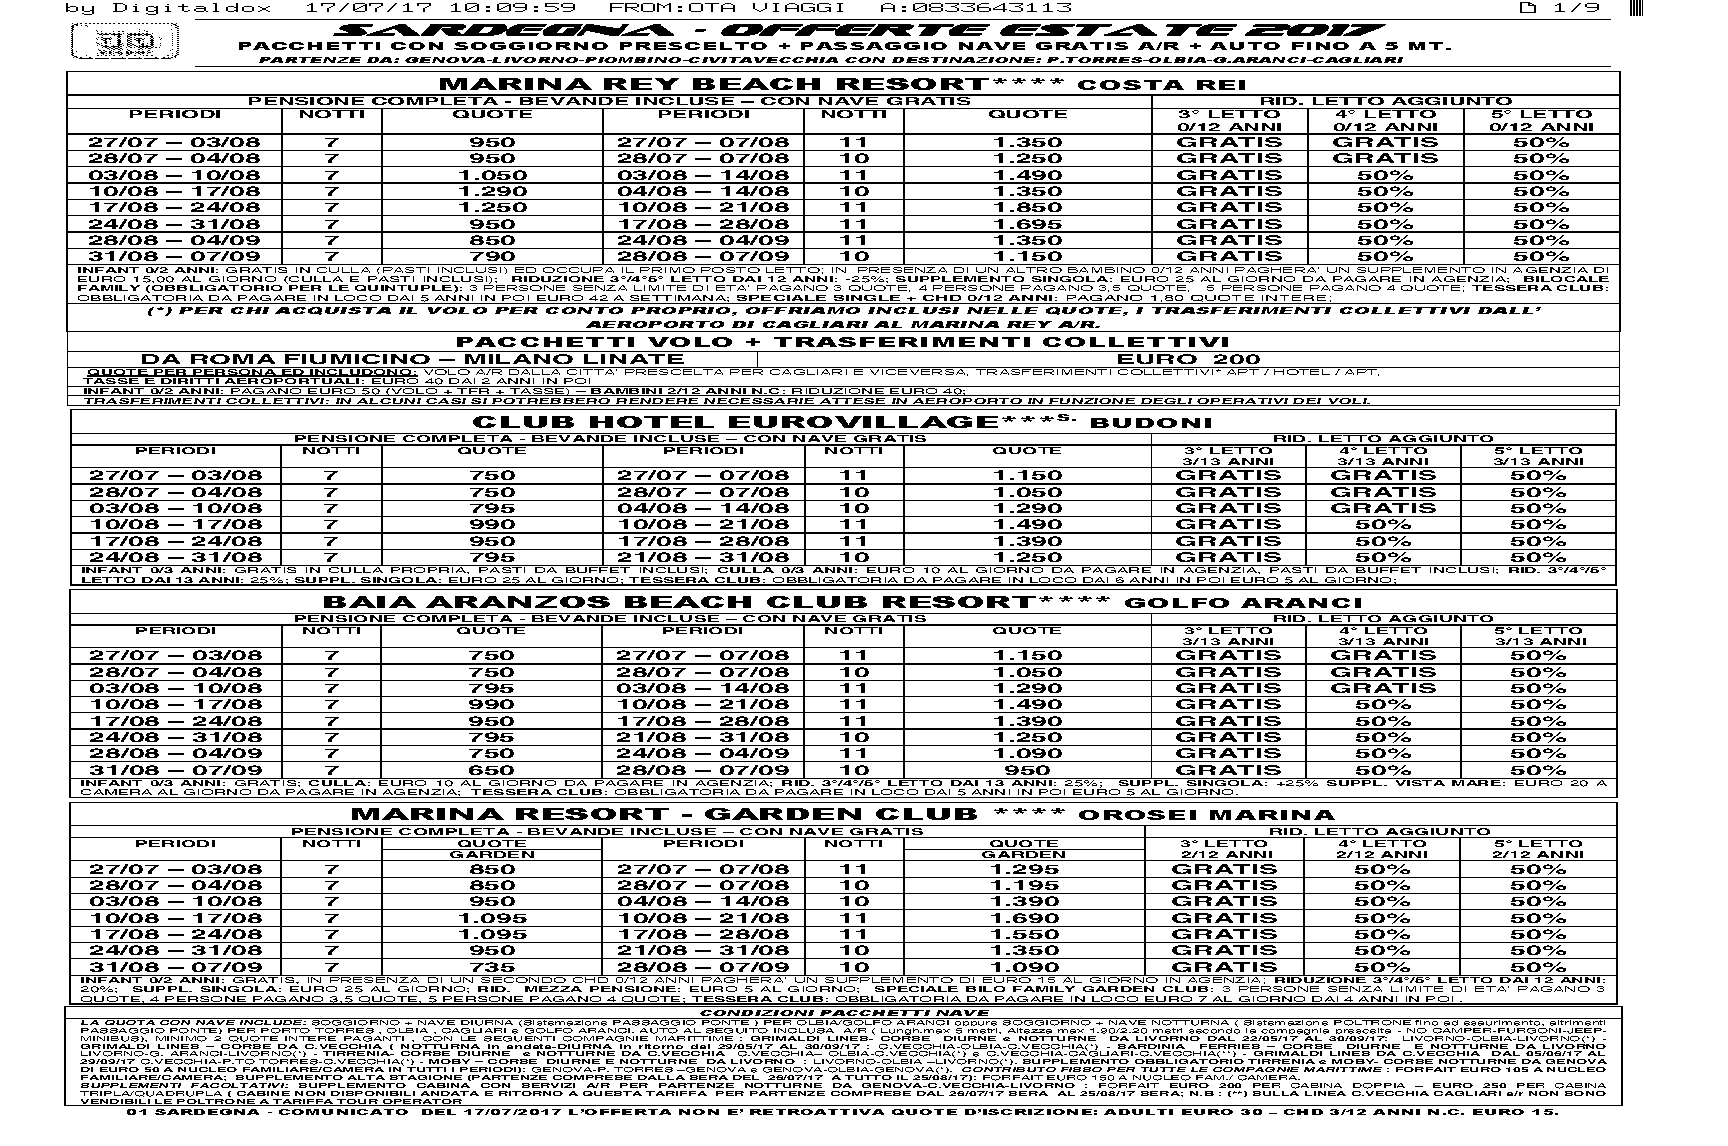 by Digitaldox 17/07/17 10:09:59 FROM:OTA VIAGGI A:0833643113 1/9
SARDEGNA - OFFERTE ESTATE 2017
PACCHETTI CON SOGGIORNO PRESCELTO + PASSAGGIO NAVE GRATIS A/R + AUTO FINO A 5 MT.
PARTENZE DA: GENOVA-LIVORNO-PIOMBINO-CIVITAVECCHIA CON DESTINAZIONE: P.TORRES-OLBIA-G.ARANCI-CAGLIARI
MARINA REY BEACH RESORT**** COSTA REI
PENSIONE COMPLETA - BEVANDE INCLUSE – CON NAVE GRATIS RID. LETTO AGGIUNTO
PERIODI NOTTI QUOTE PERIODI NOTTI QUOTE 3° LETTO 4° LETTO 5° LETTO
0/12 ANNI 0/12 ANNI 0/12 ANNI
27/07 – 03/08 7 950 27/07 – 07/08 11 1.350 GRATIS GRATIS 50%
28/07 – 04/08 7 950 28/07 – 07/08 10 1.250 GRATIS GRATIS 50%
03/08 – 10/08 7 1.050 03/08 – 14/08 11 1.490 GRATIS 50% 50%
10/08 – 17/08 7 1.290 04/08 – 14/08 10 1.350 GRATIS 50% 50%
17/08 – 24/08 7 1.250 10/08 – 21/08 11 1.850 GRATIS 50% 50%
24/08 – 31/08 7 950 17/08 – 28/08 11 1.695 GRATIS 50% 50%
28/08 – 04/09 7 850 24/08 – 04/09 11 1.350 GRATIS 50% 50%
31/08 – 07/09 7 790 28/08 – 07/09 10 1.150 GRATIS 50% 50%
INFANT 0/2 ANNI: GRATIS IN CULLA (PASTI INCLUSI) ED OCCUPA IL PRIMO POSTO LETTO; IN PRESENZA DI UN ALTRO BAMBINO 0/12 ANNI PAGHERA' UN SUPPLEMENTO IN AGENZIA DI
EURO 15,00 AL GIORNO (CULLA E PASTI INCLUSI); RIDUZIONE 3°/4°/5° LETTO DAI 12 ANNI: -25%; SUPPLEMENTO SINGOLA: EURO 25 AL GIORNO DA PAGARE IN AGENZIA; BILOCALE
FAMILY (OBBLIGATORIO PER LE QUINTUPLE): 3 PERSONE SENZA LIMITE DI ETA' PAGANO 3 QUOTE, 4 PERSONE PAGANO 3,5 QUOTE, 5 PERSONE PAGANO 4 QUOTE; TESSERA CLUB:
OBBLIGATORIA DA PAGARE IN LOCO DAI 5 ANNI IN POI EURO 42 A SETTIMANA; SPECIALE SINGLE + CHD 0/12 ANNI: PAGANO 1,80 QUOTE INTERE;
(*) PER CHI ACQUISTA IL VOLO PER CONTO PROPRIO, OFFRIAMO INCLUSI NELLE QUOTE, I TRASFERIMENTI COLLETTIVI DALL'
AEROPORTO DI CAGLIARI AL MARINA REY A/R.
PACCHETTI VOLO + TRASFERIMENTI COLLETTIVI
DA ROMA FIUMICINO – MILANO LINATE EURO 200
QUOTE PER PERSONA ED INCLUDONO: VOLO A/R DALLA CITTA' PRESCELTA PER CAGLIARI E VICEVERSA, TRASFERIMENTI COLLETTIVI* APT / HOTEL / APT,
TASSE E DIRITTI AEROPORTUALI: EURO 40 DAI 2 ANNI IN POI
INFANT 0/2 ANNI: PAGANO EURO 50 (VOLO + TFR + TASSE) – BAMBINI 2/12 ANNI N.C: RIDUZIONE EURO 40;
TRASFERIMENTI COLLETTIVI: IN ALCUNI CASI SI POTREBBERO RENDERE NECESSARIE ATTESE IN AEROPORTO IN FUNZIONE DEGLI OPERATIVI DEI VOLI.
CLUB HOTEL EUROVILLAGE***S. BUDONI
PENSIONE COMPLETA - BEVANDE INCLUSE – CON NAVE GRATIS RID. LETTO AGGIUNTO
PERIODI NOTTI QUOTE PERIODI NOTTI QUOTE 3° LETTO 4° LETTO 5° LETTO
3/13 ANNI 3/13 ANNI 3/13 ANNI
27/07 – 03/08 7 750 27/07 – 07/08 11 1.150 GRATIS GRATIS 50%
28/07 – 04/08 7 750 28/07 – 07/08 10 1.050 GRATIS GRATIS 50%
03/08 – 10/08 7 795 04/08 – 14/08 10 1.290 GRATIS GRATIS 50%
10/08 – 17/08 7 990 10/08 – 21/08 11 1.490 GRATIS 50% 50%
17/08 – 24/08 7 950 17/08 – 28/08 11 1.390 GRATIS 50% 50%
24/08 – 31/08 7 795 21/08 – 31/08 10 1.250 GRATIS 50% 50%
INFANT 0/3 ANNI: GRATIS IN CULLA PROPRIA, PASTI DA BUFFET INCLUSI; CULLA 0/3 ANNI: EURO 10 AL GIORNO DA PAGARE IN AGENZIA, PASTI DA BUFFET INCLUSI; RID. 3°/4°/5°
LETTO DAI 13 ANNI: 25%; SUPPL. SINGOLA: EURO 25 AL GIORNO; TESSERA CLUB: OBBLIGATORIA DA PAGARE IN LOCO DAI 6 ANNI IN POI EURO 5 AL GIORNO;
BAIA ARANZOS BEACH CLUB RESORT**** GOLFO ARANCI
PENSIONE COMPLETA - BEVANDE INCLUSE – CON NAVE GRATIS RID. LETTO AGGIUNTO
PERIODI NOTTI QUOTE PERIODI NOTTI QUOTE 3° LETTO 4° LETTO 5° LETTO
3/13 ANNI 3/13 ANNI 3/13 ANNI
27/07 – 03/08 7 750 27/07 – 07/08 11 1.150 GRATIS GRATIS 50%
28/07 – 04/08 7 750 28/07 – 07/08 10 1.050 GRATIS GRATIS 50%
03/08 – 10/08 7 795 03/08 – 14/08 11 1.290 GRATIS GRATIS 50%
10/08 – 17/08 7 990 10/08 – 21/08 11 1.490 GRATIS 50% 50%
17/08 – 24/08 7 950 17/08 – 28/08 11 1.390 GRATIS 50% 50%
24/08 – 31/08 7 795 21/08 – 31/08 10 1.250 GRATIS 50% 50%
28/08 – 04/09 7 750 24/08 – 04/09 11 1.090 GRATIS 50% 50%
31/08 – 07/09 7 650 28/08 – 07/09 10 950 GRATIS 50% 50%
INFANT 0/3 ANNI: GRATIS; CULLA: EURO 10 AL GIORNO DA PAGARE IN AGENZIA; RID. 3°/4°/5° LETTO DAI 13 ANNI: 25%; SUPPL. SINGOLA: +25% SUPPL. VISTA MARE: EURO 20 A
CAMERA AL GIORNO DA PAGARE IN AGENZIA; TESSERA CLUB: OBBLIGATORIA DA PAGARE IN LOCO DAI 5 ANNI IN POI EURO 5 AL GIORNO.
MARINA RESORT - GARDEN CLUB **** OROSEI MARINA
PENSIONE COMPLETA - BEVANDE INCLUSE – CON NAVE GRATIS RID. LETTO AGGIUNTO
PERIODI NOTTI QUOTE PERIODI NOTTI QUOTE 3° LETTO 4° LETTO 5° LETTO
GARDEN GARDEN 2/12 ANNI 2/12 ANNI 2/12 ANNI
27/07 – 03/08 7 850 27/07 – 07/08 11 1.295 GRATIS 50% 50%
28/07 – 04/08 7 850 28/07 – 07/08 10 1.195 GRATIS 50% 50%
03/08 – 10/08 7 950 04/08 – 14/08 10 1.390 GRATIS 50% 50%
10/08 – 17/08 7 1.095 10/08 – 21/08 11 1.690 GRATIS 50% 50%
17/08 – 24/08 7 1.095 17/08 – 28/08 11 1.550 GRATIS 50% 50%
24/08 – 31/08 7 950 21/08 – 31/08 10 1.350 GRATIS 50% 50%
31/08 – 07/09 7 735 28/08 – 07/09 10 1.090 GRATIS 50% 50%
INFANT 0/2 ANNI: GRATIS, IN PRESENZA DI UN SECONDO CHD 0/12 ANNI PAGHERA' UN SUPPLEMENTO DI EURO 15 AL GIORNO IN AGENZIA; RIDUZIONE 3°/4°/5° LETTO DAI 12 ANNI:
20%; SUPPL. SINGOLA: EURO 25 AL GIORNO; RID. MEZZA PENSIONE: EURO 5 AL GIORNO; SPECIALE BILO FAMILY GARDEN CLUB: 3 PERSONE SENZA LIMITE DI ETA' PAGANO 3
QUOTE, 4 PERSONE PAGANO 3,5 QUOTE, 5 PERSONE PAGANO 4 QUOTE; TESSERA CLUB: OBBLIGATORIA DA PAGARE IN LOCO EURO 7 AL GIORNO DAI 4 ANNI IN POI.
CONDIZIONI PACCHETTI NAVE
LA QUOTA CON NAVE INCLUDE: SOGGIORNO + NAVE DIURNA (Sistemazione PASSAGGIO PONTE) PER OLBIA/GOLFO ARANCI oppure SOGGIORNO + NAVE NOTTURNA (Sistemazione POLTRONE fino ad esaurimento, altrimenti
PASSAGGIO PONTE) PER PORTO TORRES, OLBIA, CAGLIARI e GOLFO ARANCI. AUTO AL SEGUITO INCLUSA A/R (Lungh.max 5 metri, Altezza max 1.90/2.20 metri secondo la compagnia prescelta - NO CAMPER-FURGONI-JEEP-
MINIBUS), MINIMO 2 QUOTE INTERE PAGANTI, CON LE SEGUENTI COMPAGNIE MARITTIME: GRIMALDI LINES- CORSE DIURNE e NOTTURNE DA LIVORNO DAL 22/05/17 AL 30/09/17: LIVORNO-OLBIA-LIVORNO(*) -
GRIMALDI LINES – CORSE DA C.VECCHIA ( NOTTURNA in andata-DIURNA in ritorno dal 29/05/17 AL 30/09/17 : C.VECCHIA-OLBIA-C.VECCHIA(*) - SARDINIA FERRIES – CORSE DIURNE E NOTTURNE DA LIVORNO
LIVORNO-G. ARANCI-LIVORNO(*) - TIRRENIA- CORSE DIURNE e NOTTURNE DA C.VECCHIA C.VECCHIA– OLBIA-C.VECCHIA(*) e C.VECCHIA-CAGLIARI-C.VECCHIA(**) - GRIMALDI LINES DA C.VECCHIA DAL 05/06/17 AL
29/09/17 : C.VECCHIA-P.TO TORRES-C.VECCHIA(*) - MOBY – CORSE DIURNE E NOTTURNE DA LIVORNO : LIVORNO-OLBIA –LIVORNO(*). SUPPLEMENTO OBBLIGATORIO TIRRENIA e MOBY- CORSE NOTTURNE DA GENOVA
DI EURO 50 A NUCLEO FAMILIARE/CAMERA IN TUTTI I PERIODI): GENOVA-P. TORRES –GENOVA e GENOVA-OLBIA-GENOVA(*). CONTRIBUTO FISSO PER TUTTE LE COMPAGNIE MARITTIME : FORFAIT EURO 105 A NUCLEO
FAMILIARE/CAMERA. SUPPLEMENTO ALTA STAGIONE (PARTENZE COMPRESE DALLA SERA DEL A TUTTO IL 25/08/17): FORFAIT EURO 150 A NUCLEO FAM./ CAMERA.
SUPPLEMENTI FACOLTATIVI: SUPPLEMENTO CABINA CON SERVIZI A/R PER PARTENZE NOTTURNE DA GENOVA-C.VECCHIA-LIVORNO : FORFAIT EURO 200 PER CABINA DOPPIA – EURO 250 PER CABINA
TRIPLA/QUADRUPLA ( CABINE NON DISPONIBILI ANDATA E RITORNO A QUESTA TARIFFA PER PARTENZE COMPRESE DAL 26/07/17 SERA AL 25/08/17 SERA; N.B : (**) SULLA LINEA C.VECCHIA CAGLIARI a/r NON SONO
VENDIBILI LE POLTRONE A TARIFFA TOUR OPERATOR
01 SARDEGNA - COMUNICATO DEL 17/07/2017 L'OFFERTA NON E' RETROATTIVA QUOTE D'ISCRIZIONE: ADULTI EURO 30 – CHD 3/12 ANNI N.C. EURO 15.